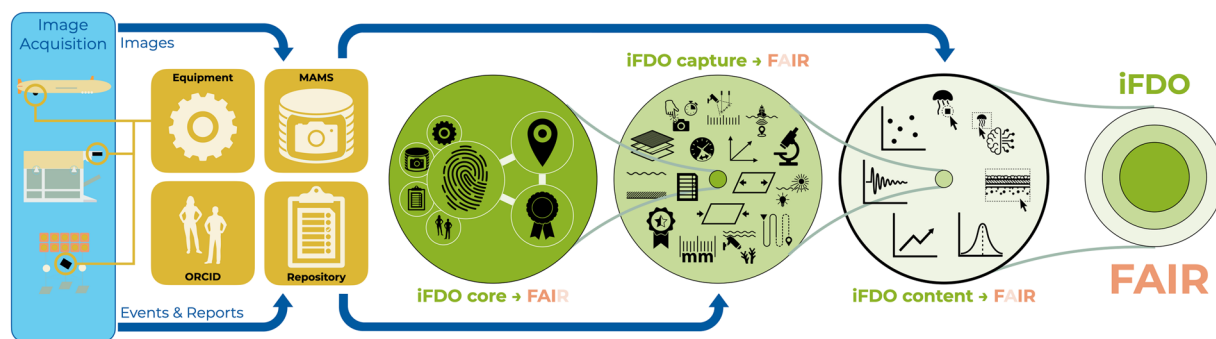 Image
Acquisition
Images
Equipment
MAMS
ORCID
Repository
Events & Reports
iFDO core → FAIR
iFDO capture → FAIR
mm
iFDO content → FAIR
iFDO
FAIR